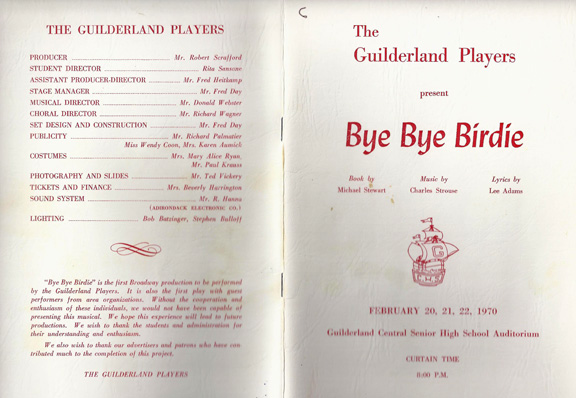 THE GUILDERLAND PLAYERS
PRODUCER Mr. Robert Scrafford
STUDENT DIRECTOR Rita Sansone
ASSISTANT PRODUCER-DIRECTOR Mr. Fred Heitkamp
STAGE MANAGER Mr. Fred Day
MUSICAL DIRECTOR Mr. Donald Webster
CHORAL DIRECTOR Mr. Richard Wagner
SET DESIGN AND CONSTRUCTION Mr. Fred Day
PUBLICITY Mr. Richard Palmatier
Miss Wendy Coon, Mrs. Karen Aumich
COSTUMES Mrs. Mary Alice Ryan,
Mr. Paul Krauss
PHOTOGRAPHY AND SLIDES Mr. Ted Vickery
TICKETS AND FINANCE Mrs. Beverly Harrington
SOUND SYSTEM Mr. R. Hanna
(ADIRONDACK ELECTRONIC CO.)
LIGHTING Bob Batzinger, Stephen Bulloff
"Bye Bye Birdie" is the first Broadway production to be performed
by the Guilderland Players. It is also the first play with guest
performers from area organizations. Without the cooperation and
enthusiasm of these individuals, we would not have been capable of
presenting this musical. We hope this experience will lead to future
productions. We wish to thank the students and administration for
their understanding and enthusiasm.
We also wish to thank our advertisers and patrons who have con-
tributed much to the completion of this project.
THE GUILDERLAND PLAYERS
The
Guilderland Players
present
Bye Bye Birdie
Book by
Michael Stewart
Music by
Charles Strouse
Lyrics by
Lee Adams
G
FEBRUARY 20, 21, 22, 1970
Guilderland Central Senior High School Auditorium
CURTAIN TIME
8:00 P.M.